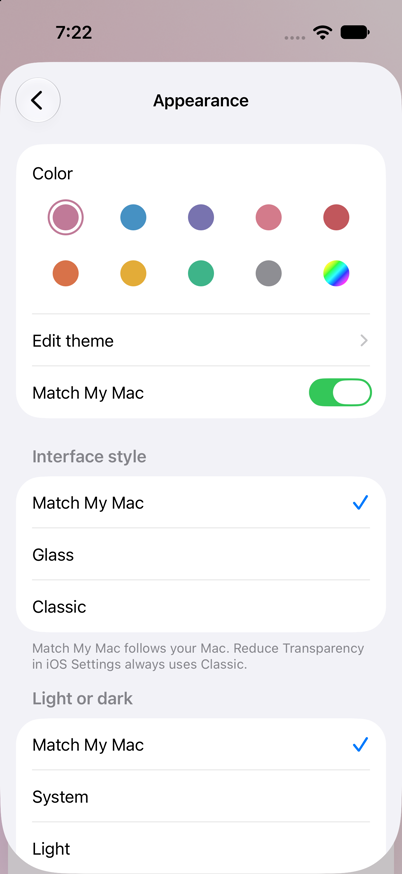 7:22
Appearance
Color
Edit theme
Match My Mac
Interface style
Match My Mac
Glass
Classic
Match My Mac follows your Mac. Reduce Transparency
in iOS Settings always uses Classic.
Light or dark
Match My Mac
System
Light